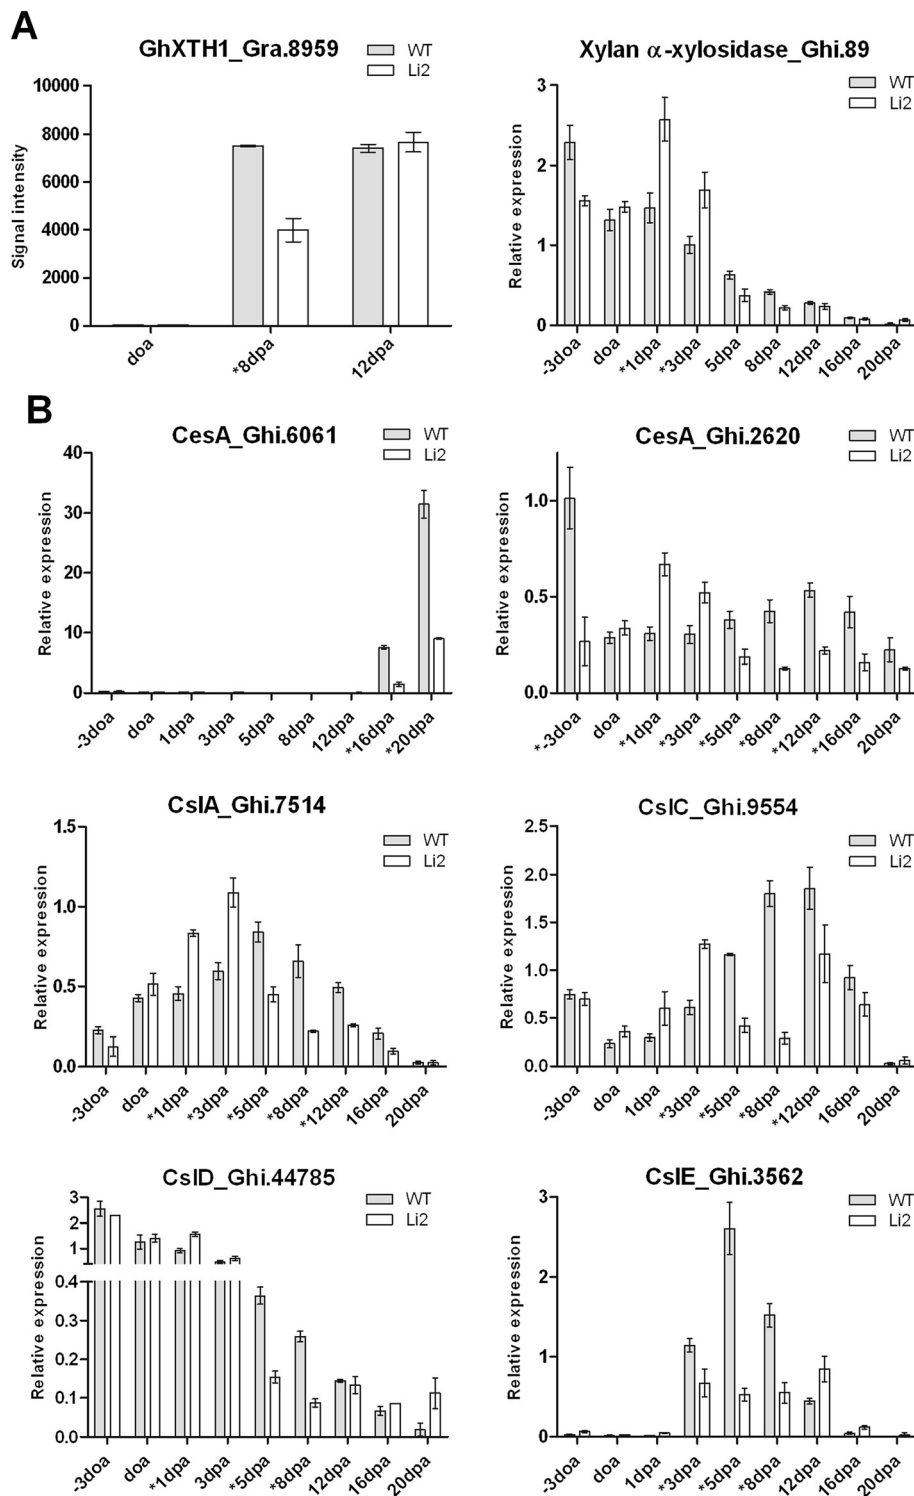 A
GhXTH1_Gra.8959
WT
Li2
Signal intensity
10000
8000
6000
4000
2000
0
doa
*8dpa
12dpa
Xylan α-xylosidase_Ghi.89
WT
Li2
Relative expression
3
2
1
0
-3doa
doa
*1dpa
*3dpa
5dpa
8dpa
12dpa
16dpa
20dpa
B
CesA_Ghi.6061
WT
Li2
Relative expression
40
30
20
10
0
-3doa
doa
1dpa
3dpa
5dpa
8dpa
12dpa
*16dpa
*20dpa
CesA_Ghi.2620
WT
Li2
Relative expression
1.0
0.5
0.0
*-3doa
doa
*1dpa
*3dpa
*5dpa
*8dpa
*12dpa
*16dpa
20dpa
CslA_Ghi.7514
WT
Li2
Relative expression
1.5
1.0
0.5
0.0
-3doa
doa
*1dpa
*3dpa
*5dpa
*8dpa
*12dpa
16dpa
20dpa
CslC_Ghi.9554
WT
Li2
Relative expression
2.5
2.0
1.5
1.0
0.5
0.0
-3doa
doa
1dpa
*3dpa
*5dpa
*8dpa
*12dpa
16dpa
20dpa
CslD_Ghi.44785
WT
Li2
Relative expression
3
2
1
0.4
0.3
0.2
0.1
0.0
-3doa
doa
*1dpa
3dpa
*5dpa
*8dpa
12dpa
16dpa
20dpa
CslE_Ghi.3562
WT
Li2
Relative expression
3
2
1
0
-3doa
doa
1dpa
*3dpa
*5dpa
*8dpa
12dpa
16dpa
20dpa